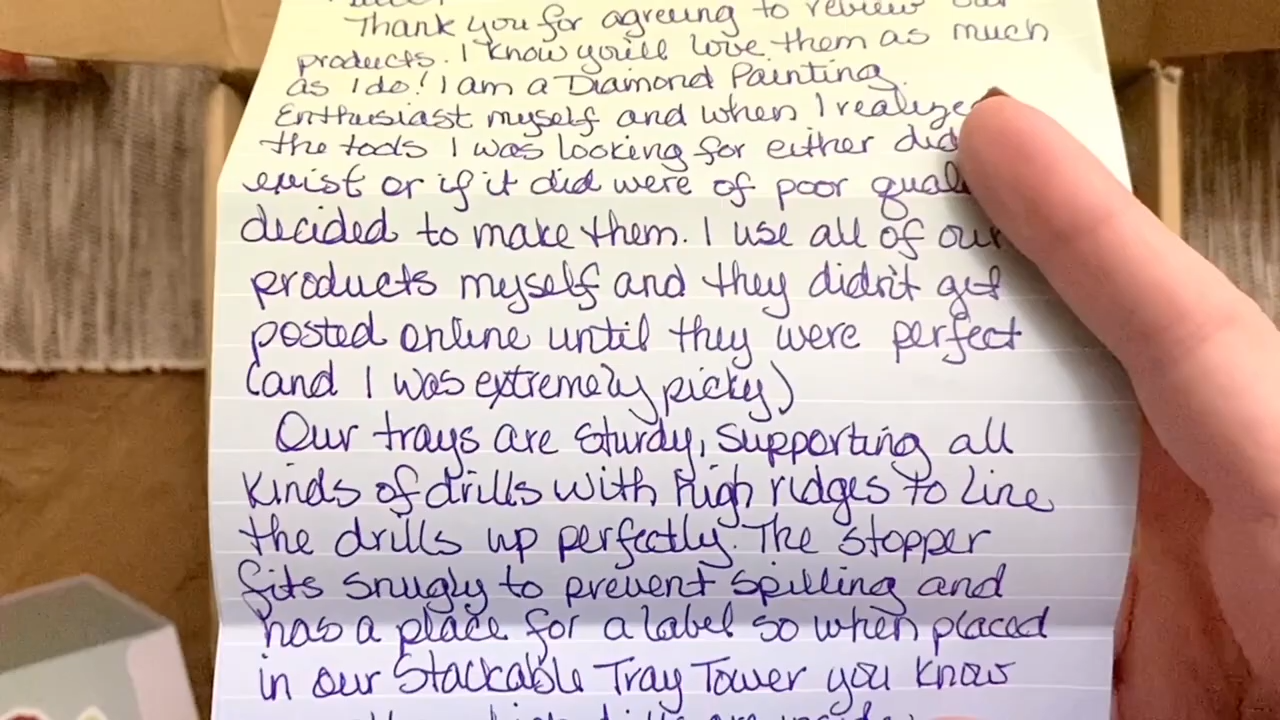 Thank you for agreeing to review our
products. I know you'll love them as much
as I do! I am a Diamond Painting
Enthusiast myself and when I realize
the tools I was looking for either did
exist or if it did were of poor
decided to make them. I use all of our
products myself and they didn't get
posted online until they were perfect
(and I was extremely picky)
Our trays are sturdy, supporting all
kinds of drills with high ridges to line
the drills up perfectly. The stopper
fits snugly to prevent spilling and
has a place for a label so when placed
in our Stackable Tray Tower you know
drills are inside